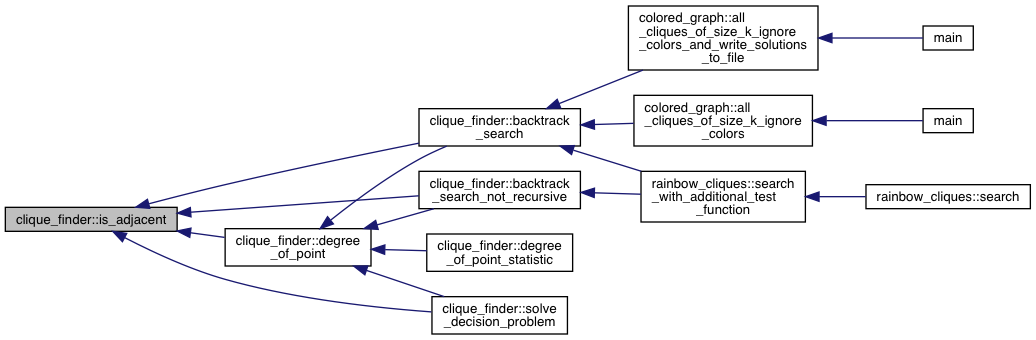 clique_finder::is_adjacent
clique_finder::backtrack
_search
colored_graph::all
_cliques_of_size_k_ignore
_colors_and_write_solutions
_to_file
main
colored_graph::all
_cliques_of_size_k_ignore
_colors
main
rainbow_cliques::search
_with_additional_test
_function
rainbow_cliques::search
clique_finder::backtrack
_search_not_recursive
clique_finder::degree
_of_point
clique_finder::degree
_of_point_statistic
clique_finder::solve
_decision_problem